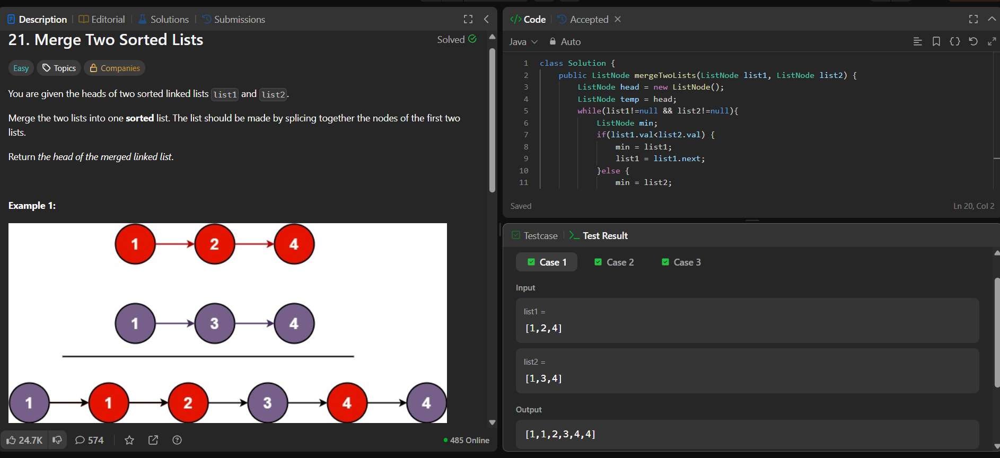 Description
Editorial
Solutions
Submissions
21. Merge Two Sorted Lists
Solved
Easy
Topics
Companies
You are given the heads of two sorted linked lists list1 and list2.
Merge the two lists into one sorted list. The list should be made by splicing together the nodes of the first two
lists.
Return the head of the merged linked list.
Example 1:
1 2 4
1 3 4
1 1 2 3 4 4
24.7K
574
485 Online
</> Code
Accepted
Java
Auto
1 class Solution {
2 public ListNode mergeTwoLists(ListNode list1, ListNode list2) {
3 ListNode head = new ListNode();
4 ListNode temp = head;
5 while(list1!=null && list2!=null){
6 ListNode min;
7 if(list1.val<list2.val) {
8 min = list1;
9 list1 = list1.next;
10 }else {
11 min = list2;
Saved
Ln 20, Col 2
Testcase
Test Result
Case 1
Case 2
Case 3
Input
list1 =
[1,2,4]
list2 =
[1,3,4]
Output
[1,1,2,3,4,4]